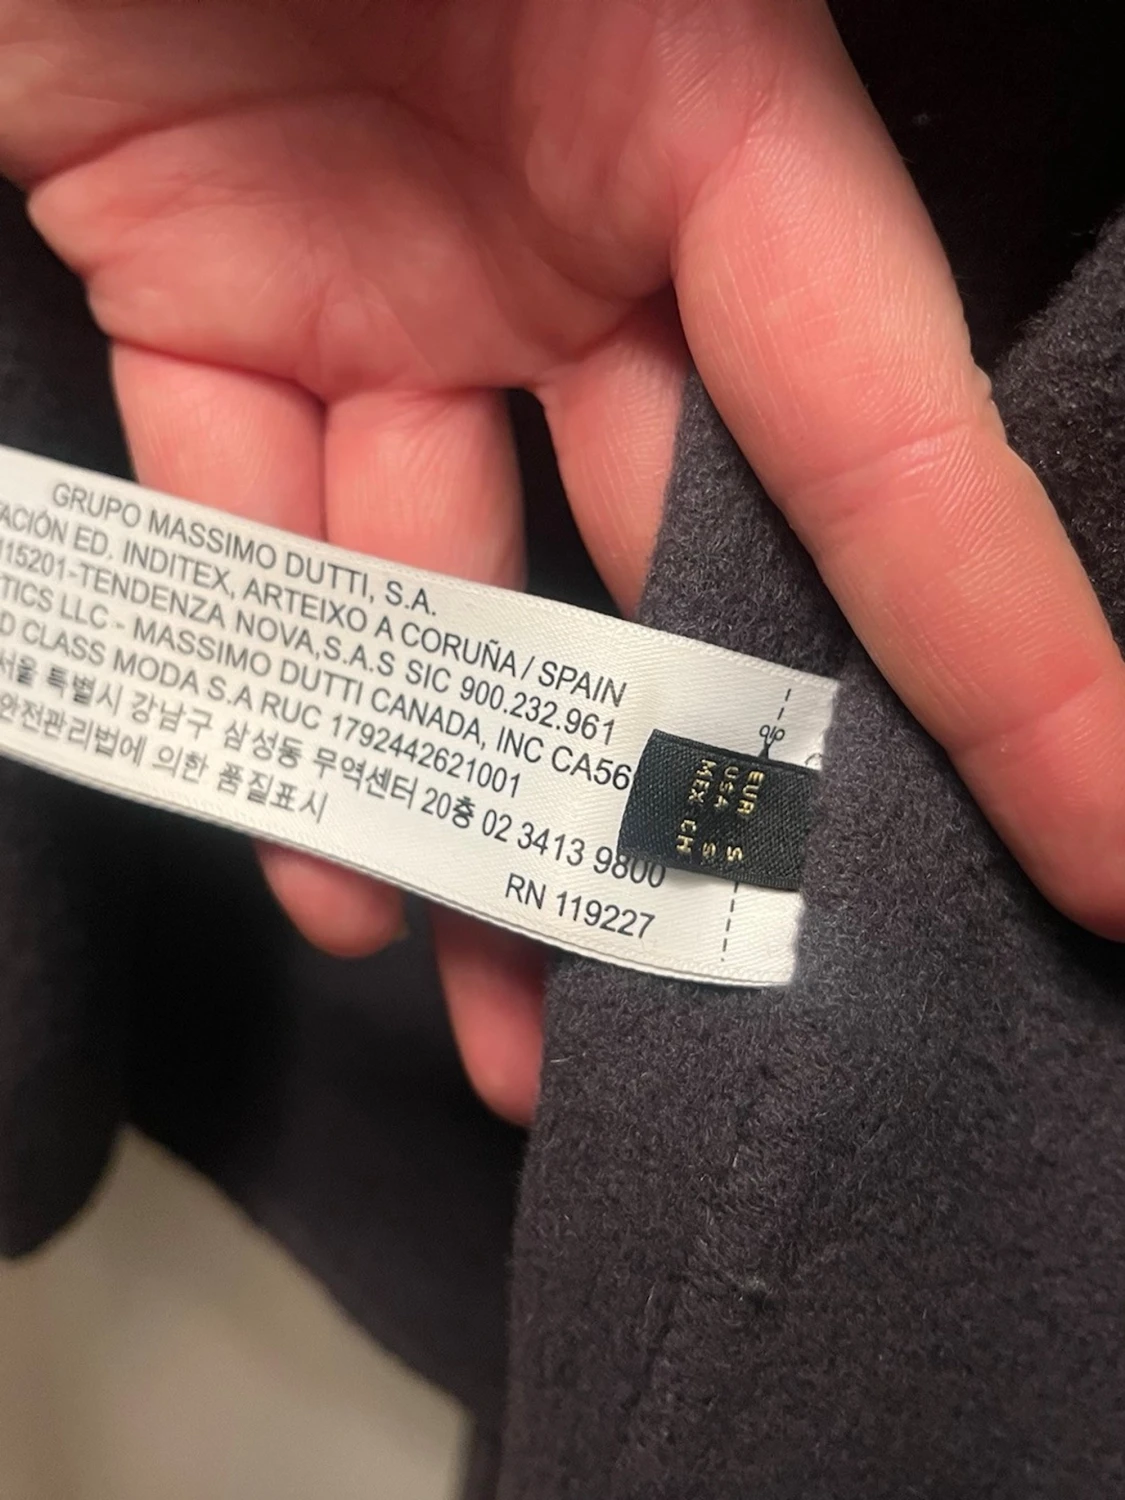 GRUPO MASSIMO DUTTI, S.A.
TACIÓN ED. INDITEX, ARTEIXO A CORUÑA / SPAIN
115201-TENDENZA NOVA,S.A.S SIC 900.232.961
TICS LLC - MASSIMO DUTTI CANADA, INC CA56
D CLASS MODA S.A RUC 1792442621001
서울 특별시 강남구 삼성동 무역센터 20층 02 3413 9800
안전관리법에 의한 품질표시
RN 119227
EUR S
USA S
MEX CH